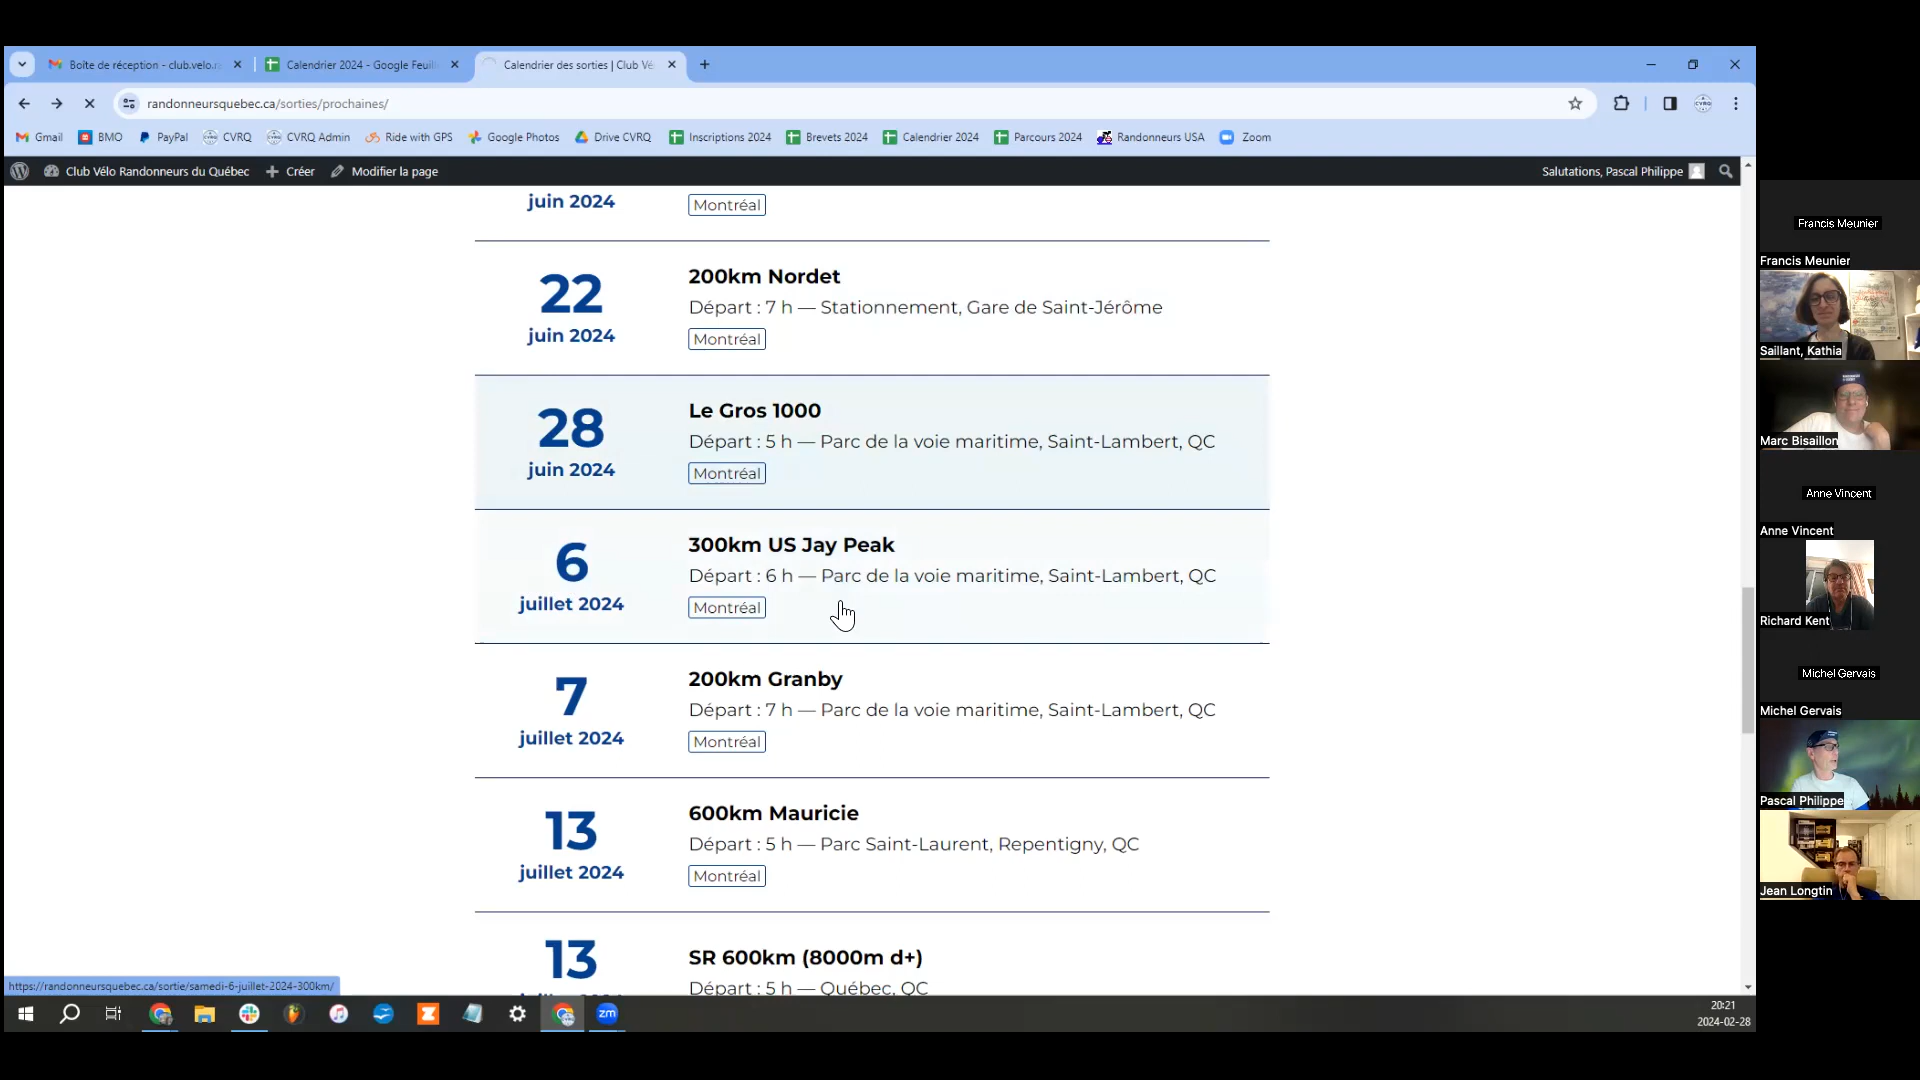 Boîte de réception - club.velo.r
Calendrier 2024 - Google Feuill
Calendrier des sorties | Club Vé
randonneursquebec.ca/sorties/prochaines/
Gmail
BMO
PayPal
CVRQ
CVRQ Admin
Ride with GPS
Google Photos
Drive CVRQ
Inscriptions 2024
Brevets 2024
Calendrier 2024
Parcours 2024
Randonneurs USA
Zoom
Club Vélo Randonneurs du Québec
Créer
Modifier la page
Salutations, Pascal Philippe
juin 2024
Montréal
22
juin 2024
200km Nordet
Départ : 7 h — Stationnement, Gare de Saint-Jérôme
Montréal
28
juin 2024
Le Gros 1000
Départ : 5 h — Parc de la voie maritime, Saint-Lambert, QC
Montréal
6
juillet 2024
300km US Jay Peak
Départ : 6 h — Parc de la voie maritime, Saint-Lambert, QC
Montréal
7
juillet 2024
200km Granby
Départ : 7 h — Parc de la voie maritime, Saint-Lambert, QC
Montréal
13
juillet 2024
600km Mauricie
Départ : 5 h — Parc Saint-Laurent, Repentigny, QC
Montréal
13
SR 600km (8000m d+)
Départ : 5 h — Québec, QC
https://randonneursquebec.ca/sortie/samedi-6-juillet-2024-300km/
zm
20:21
2024-02-28
Francis Meunier
Francis Meunier
Saillant, Kathia
Marc Bisaillon
Anne Vincent
Anne Vincent
Richard Kent
Michel Gervais
Michel Gervais
Pascal Philippe
Jean Longtin